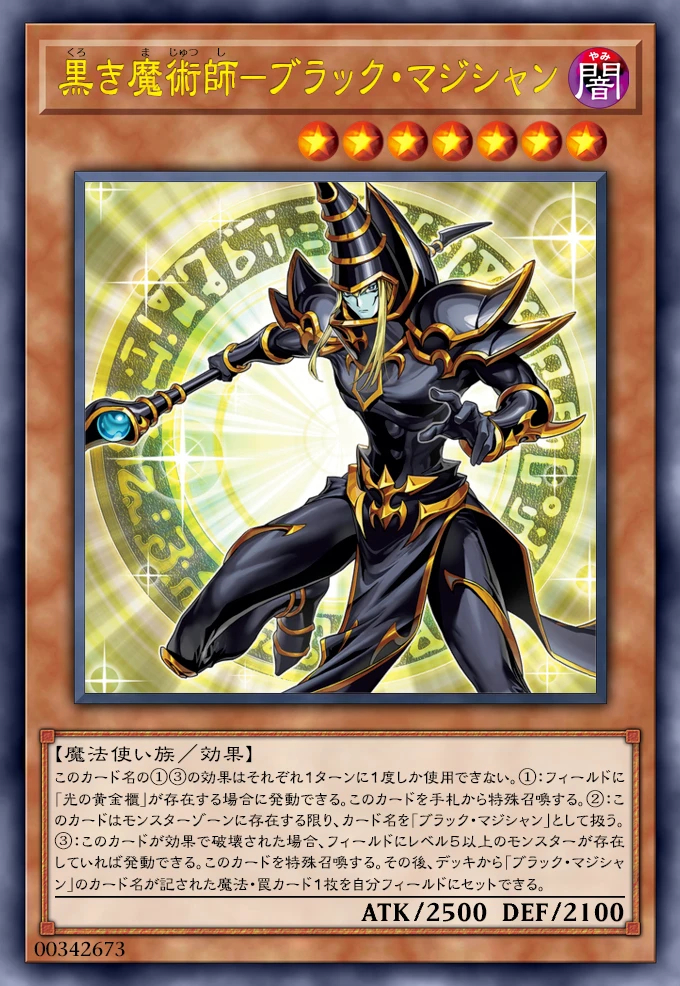 くろ ま じゅつ し
黒き魔術師－ブラック・マジシャン
やみ
闇
【魔法使い族／効果】
このカード名の①③の効果はそれぞれ１ターンに１度しか使用できない。①：フィールドに
「光の黄金櫃」が存在する場合に発動できる。このカードを手札から特殊召喚する。②：こ
のカードはモンスターゾーンに存在する限り、カード名を「ブラック・マジシャン」として扱う。
③：このカードが効果で破壊された場合、フィールドにレベル５以上のモンスターが存在
していれば発動できる。このカードを特殊召喚する。その後、デッキから「ブラック・マジシャ
ン」のカード名が記された魔法・罠カード１枚を自分フィールドにセットできる。
ATK/2500 DEF/2100
00342673